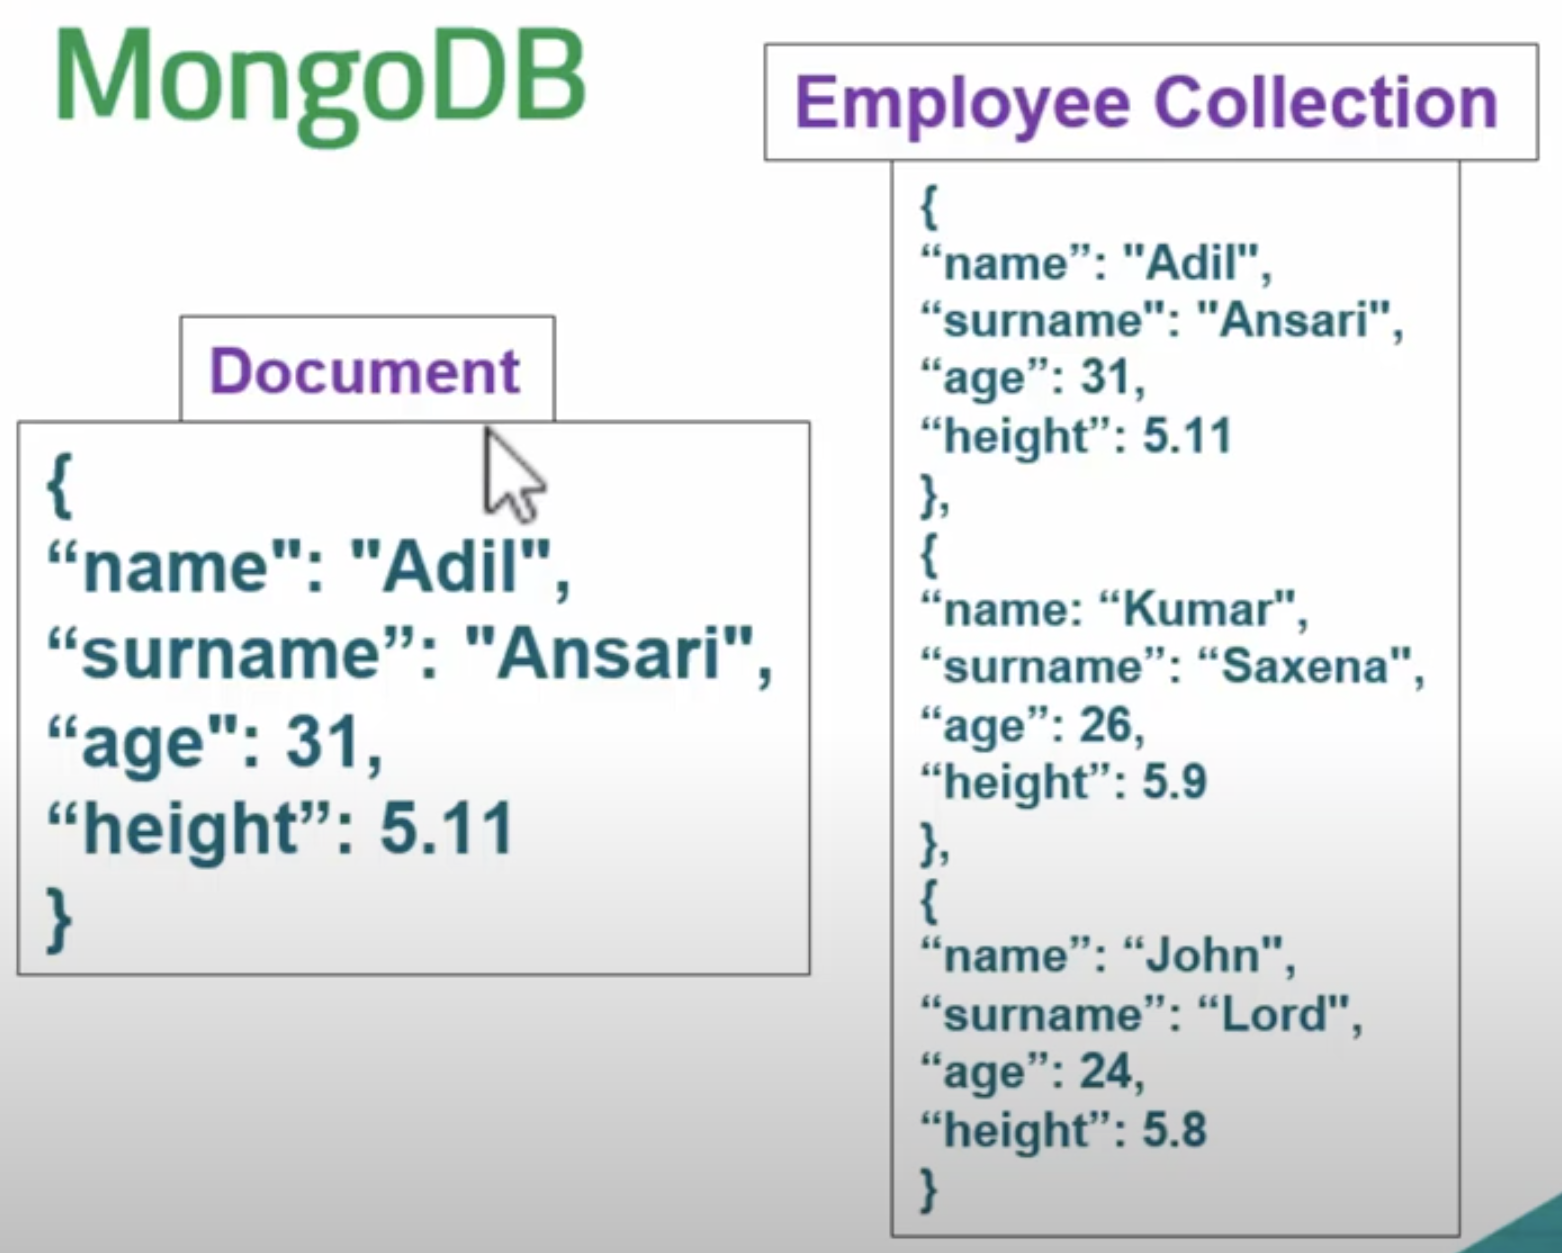 MongoDB
Document
{
“name": "Adil",
“surname”: "Ansari",
“age": 31,
“height”: 5.11
}
Employee Collection
{
“name”: "Adil",
“surname": "Ansari",
“age”: 31,
“height”: 5.11
},
{
“name: “Kumar",
“surname”: “Saxena",
“age”: 26,
“height”: 5.9
},
{
“name”: “John",
“surname”: “Lord",
“age”: 24,
“height”: 5.8
}